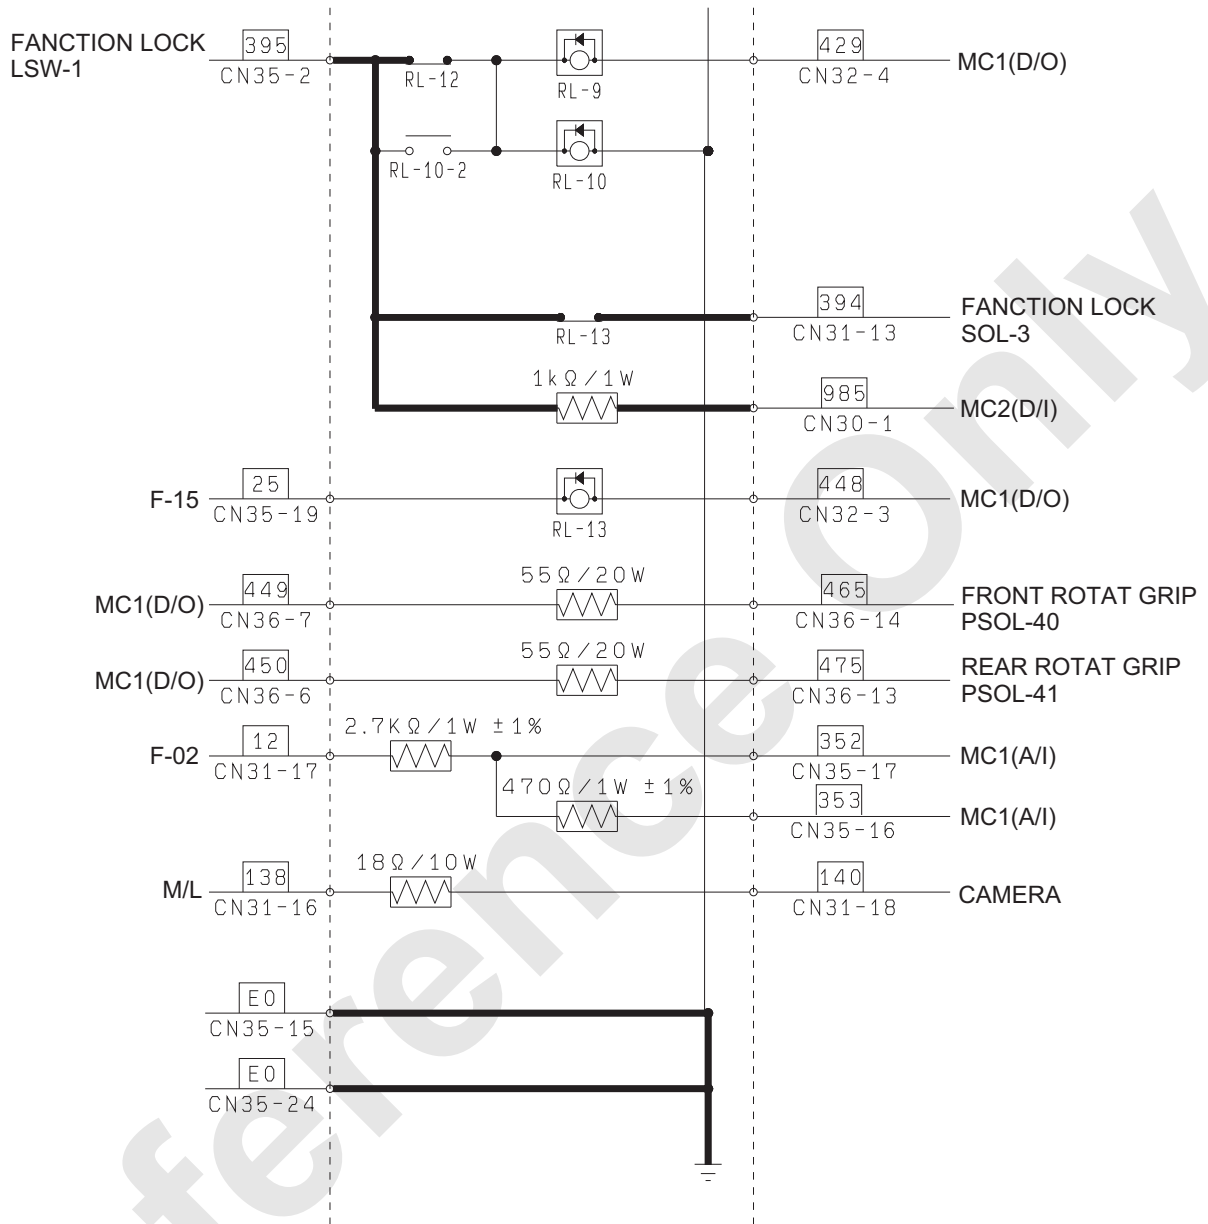 FANCTION LOCK
LSW-1
395
CN35-2
RL-12
RL-9
429
CN32-4
MC1(D/O)
RL-10-2
RL-10
394
CN31-13
FANCTION LOCK
SOL-3
RL-13
1kΩ/1W
985
CN30-1
MC2(D/I)
F-15
25
CN35-19
RL-13
448
CN32-3
MC1(D/O)
MC1(D/O)
449
CN36-7
55Ω/20W
465
CN36-14
FRONT ROTAT GRIP
PSOL-40
MC1(D/O)
450
CN36-6
55Ω/20W
475
CN36-13
REAR ROTAT GRIP
PSOL-41
F-02
12
CN31-17
2.7KΩ/1W ±1%
352
CN35-17
MC1(A/I)
470Ω/1W ±1%
353
CN35-16
MC1(A/I)
M/L
138
CN31-16
18Ω/10W
140
CN31-18
CAMERA
E0
CN35-15
E0
CN35-24
ference Only